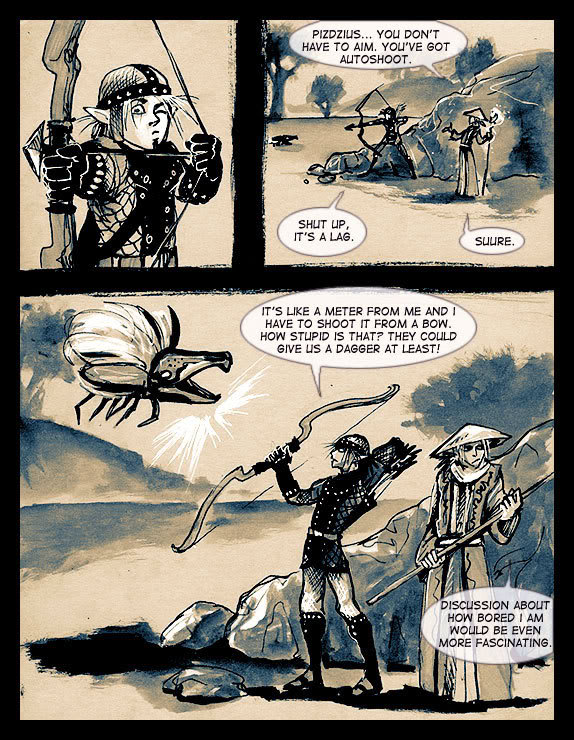 PIZDZIUS... YOU DON'T
HAVE TO AIM. YOU'VE GOT
AUTOSHOOT.
SHUT UP,
IT'S A LAG.
SUURE.
IT'S LIKE A METER FROM ME AND I
HAVE TO SHOOT IT FROM A BOW.
HOW STUPID IS THAT? THEY COULD
GIVE US A DAGGER AT LEAST!
DISCUSSION ABOUT
HOW BORED I AM
WOULD BE EVEN
MORE FASCINATING.